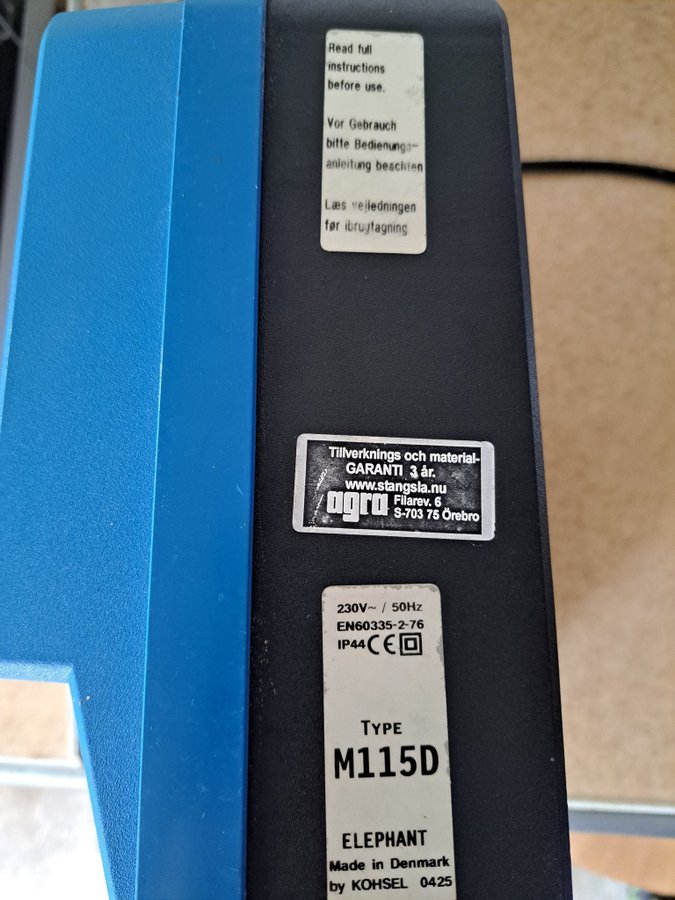 Read full
instructions
before use.
Vor Gebrauch
bitte Bedienungs-
anleitung beachten
Læs vejledningen
før ibrugtagning
Tillverknings och material-
GARANTI 3 år.
www.stangsla.nu
agra Filarev. 6
S-703 75 Örebro
230V~ / 50Hz
EN60335-2-76
IP44 CE
TYPE
M115D
ELEPHANT
Made in Denmark
by KOHSEL 0425